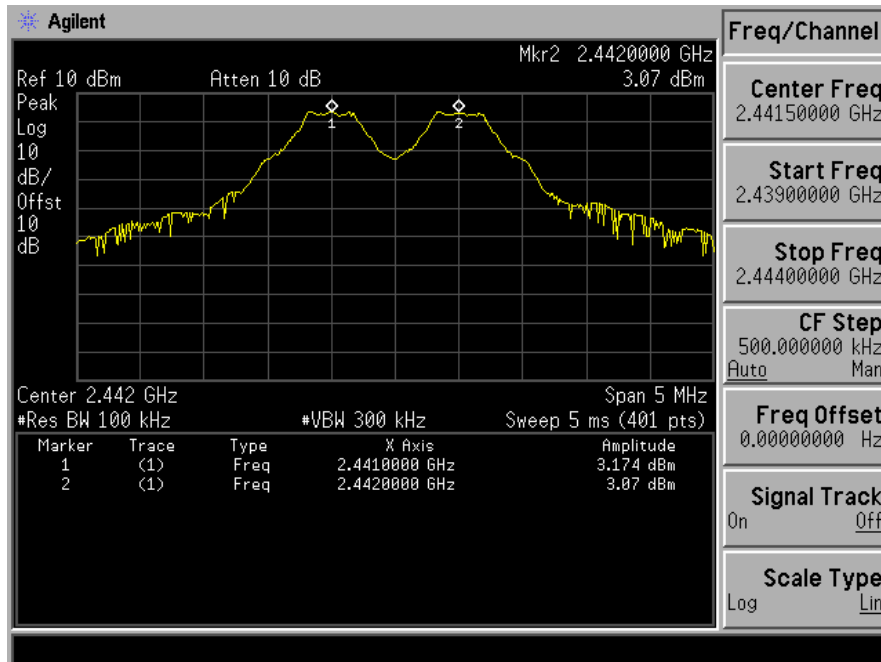 Agilent
Freq/Channel
Mkr2 2.4420000 GHz
Ref 10 dBm Atten 10 dB 3.07 dBm
Peak
Log
10
dB/
Offst
10
dB
1
2
Center 2.442 GHz Span 5 MHz
#Res BW 100 kHz #VBW 300 kHz Sweep 5 ms (401 pts)
Marker Trace Type X Axis Amplitude
1 (1) Freq 2.4410000 GHz 3.174 dBm
2 (1) Freq 2.4420000 GHz 3.07 dBm
Center Freq
2.44150000 GHz
Start Freq
2.43900000 GHz
Stop Freq
2.44400000 GHz
CF Step
500.000000 kHz
Auto Man
Freq Offset
0.00000000 Hz
Signal Track
On Off
Scale Type
Log Lin